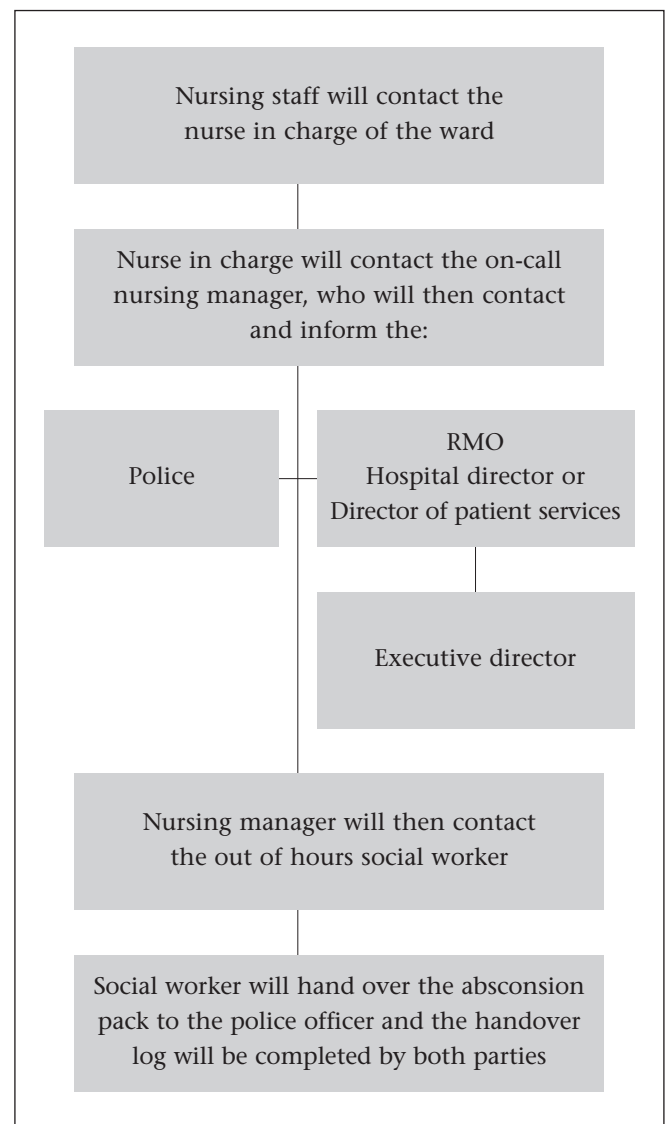 Nursing staff will contact the
nurse in charge of the ward
Nurse in charge will contact the on-call
nursing manager, who will then contact
and inform the:
Police
RMO
Hospital director or
Director of patient services
Executive director
Nursing manager will then contact
the out of hours social worker
Social worker will hand over the absconsion
pack to the police officer and the handover
log will be completed by both parties